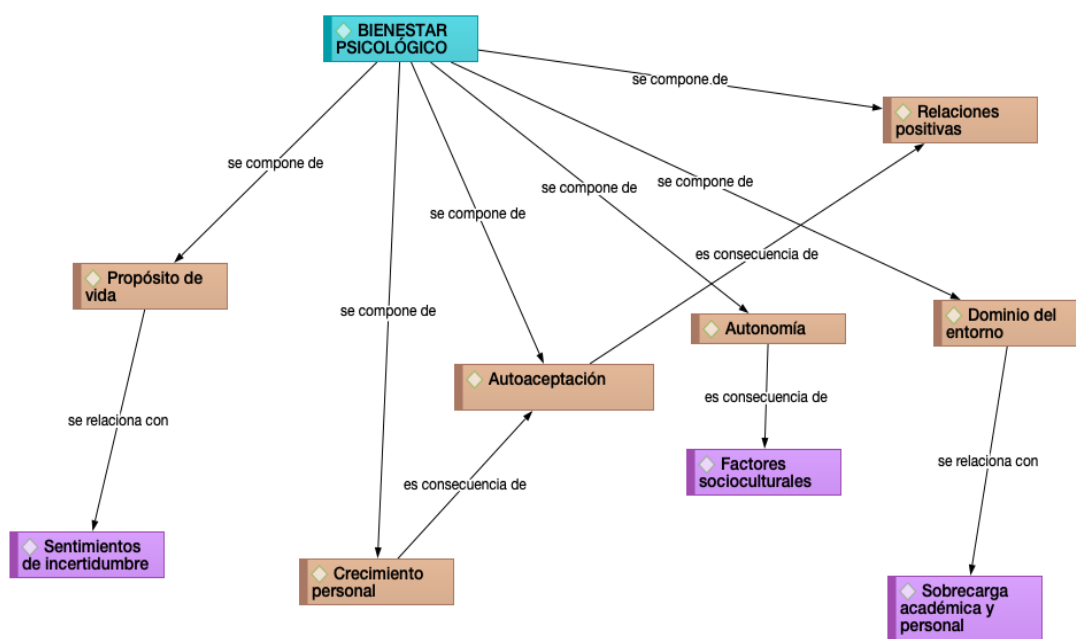 BIENESTAR
PSICOLÓGICO
se compone de
Relaciones
positivas
se compone de
se compone de
se compone de
se compone de
es consecuencia de
Propósito de
vida
se compone de
Autonomía
Dominio del
entorno
Autoaceptación
es consecuencia de
se relaciona con
Factores
socioculturales
se relaciona con
es consecuencia de
Sentimientos
de incertidumbre
Crecimiento
personal
Sobrecarga
académica y
personal